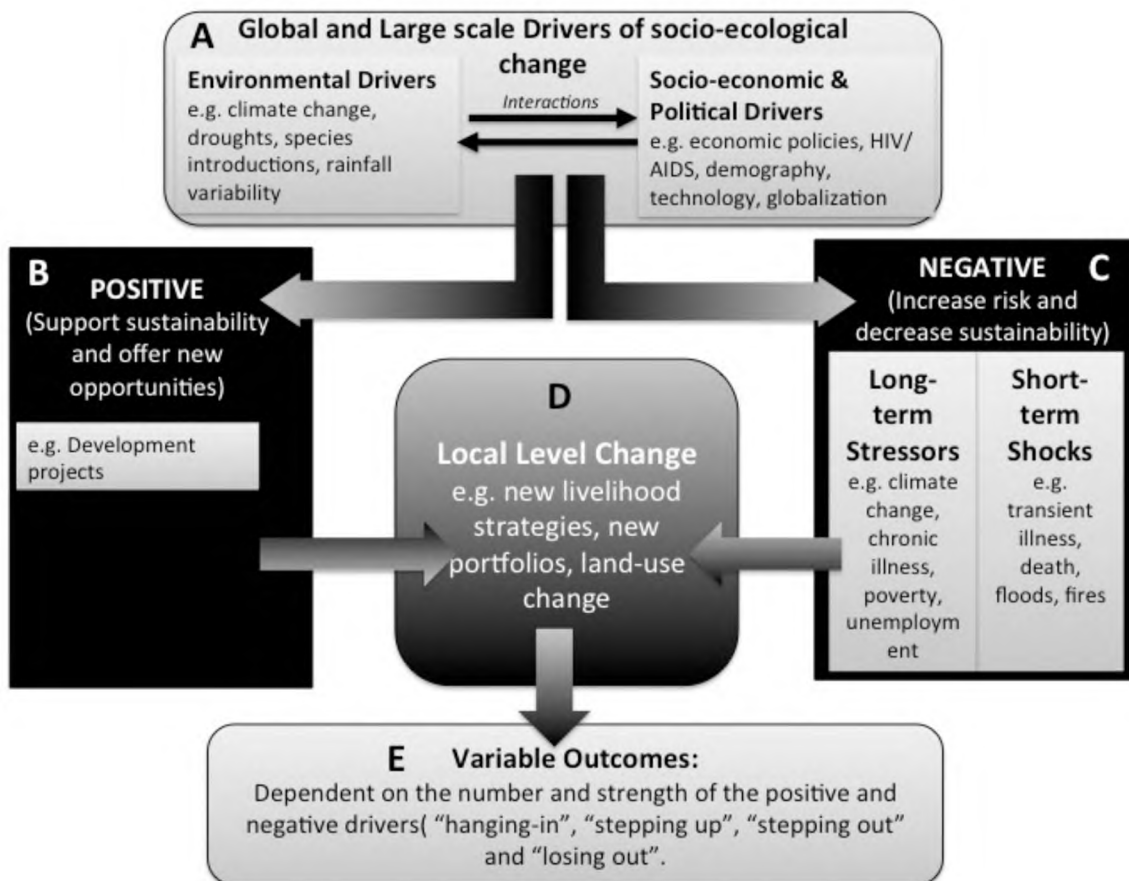 A Global and Large scale Drivers of socio-ecological
change
Environmental Drivers
e.g. climate change,
droughts, species
introductions, rainfall
variability
Interactions
Socio-economic &
Political Drivers
e.g. economic policies, HIV/
AIDS, demography,
technology, globalization
B
POSITIVE
(Support sustainability
and offer new
opportunities)
e.g. Development
projects
NEGATIVE C
(Increase risk and
decrease sustainability)
Long-
term
Stressors
e.g. climate
change,
chronic
illness,
poverty,
unemploym
ent
Short-
term
Shocks
e.g.
transient
illness,
death,
floods, fires
D
Local Level Change
e.g. new livelihood
strategies, new
portfolios, land-use
change
E Variable Outcomes:
Dependent on the number and strength of the positive and
negative drivers( “hanging-in”, “stepping up”, “stepping out”
and “losing out”.